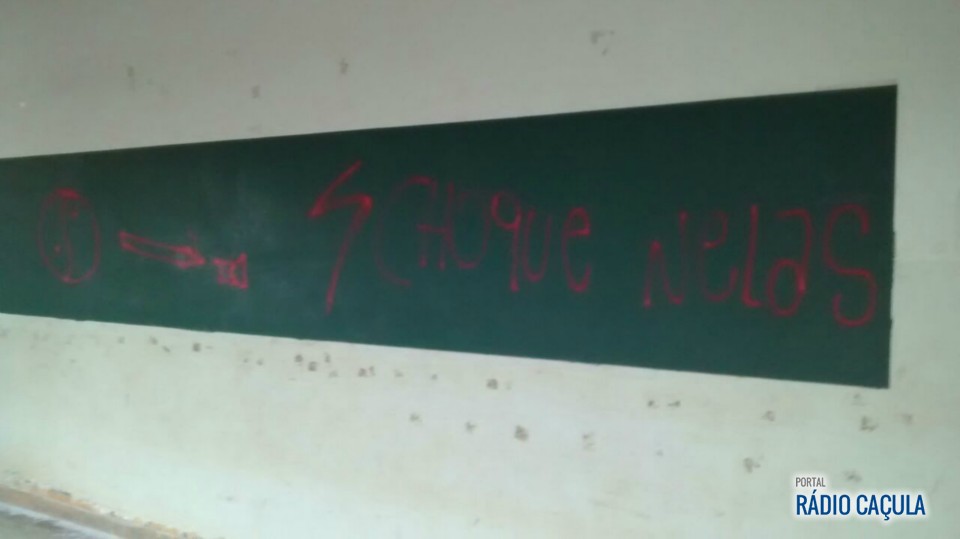 CHOQUE NelAS
PORTAL
RÁDIO CAÇULA